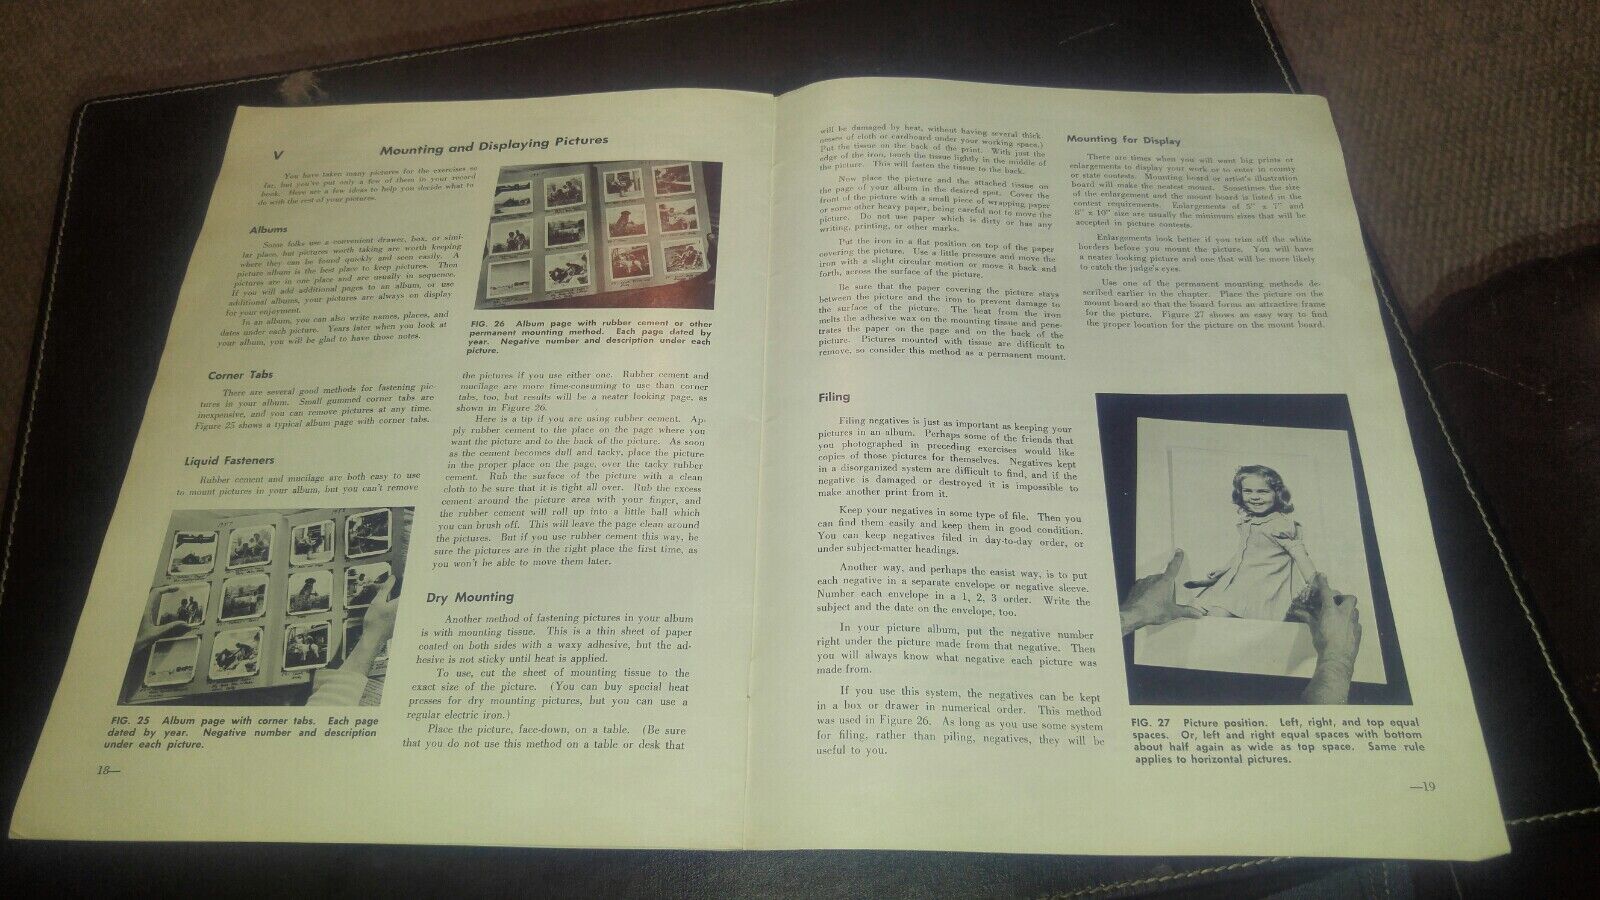 V
Mounting and Displaying Pictures
You have taken many pictures for the exercises so
far, but you've put only a few of them in your record
book. Here are a few ideas to help you decide what to
do with the rest of your pictures.
Albums
Some folks use a convenient drawer, box, or simi-
lar place, but pictures worth taking are worth keeping
where they can be found quickly and seen easily. A
picture album is the best place to keep pictures. Then
pictures are in one place and are usually in sequence.
If you will add additional pages to an album, or use
additional albums, your pictures are always on display
for your enjoyment.
In an album, you can also write names, places, and
dates under each picture. Years later when you look at
your album, you will be glad to have those notes.
Corner Tabs
There are several good methods for fastening pic-
tures in your album. Small gummed corner tabs are
inexpensive, and you can remove pictures at any time.
Figure 25 shows a typical album page with corner tabs.
Liquid Fasteners
Rubber cement and mucilage are both easy to use
to mount pictures in your album, but you can't remove
1957
FIG. 25 Album page with corner tabs. Each page
dated by year. Negative number and description
under each picture.
18—
FIG. 26 Album page with rubber cement or other
permanent mounting method. Each page dated by
year. Negative number and description under each
picture.
the pictures if you use either one. Rubber cement and
mucilage are more time-consuming to use than corner
tabs, too, but results will be a neater looking page, as
shown in Figure 26.
Here is a tip if you are using rubber cement. Ap-
ply rubber cement to the place on the page where you
want the picture and to the back of the picture. As soon
as the cement becomes dull and tacky, place the picture
in the proper place on the page, over the tacky rubber
cement. Rub the surface of the picture with a clean
cloth to be sure that it is tight all over. Rub the excess
cement around the picture area with your finger, and
the rubber cement will roll up into a little ball which
you can brush off. This will leave the page clean around
the pictures. But if you use rubber cement this way, be
sure the pictures are in the right place the first time, as
you won't be able to move them later.
Dry Mounting
Another method of fastening pictures in your album
is with mounting tissue. This is a thin sheet of paper
coated on both sides with a waxy adhesive, but the ad-
hesive is not sticky until heat is applied.
To use, cut the sheet of mounting tissue to the
exact size of the picture. (You can buy special heat
presses for dry mounting pictures, but you can use a
regular electric iron.)
Place the picture, face-down, on a table. (Be sure
that you do not use this method on a table or desk that
will be damaged by heat, without having several thick
nesses of cloth or cardboard under your working space.)
Put the tissue on the back of the print. With just the
edge of the iron, touch the tissue lightly in the middle of
the picture. This will fasten the tissue to the back.
Now place the picture and the attached tissue on
the page of your album in the desired spot. Cover the
front of the picture with a small piece of wrapping paper
or some other heavy paper, being careful not to move the
picture. Do not use paper which is dirty or has any
writing, printing, or other marks.
Put the iron in a flat position on top of the paper
covering the picture. Use a little pressure and move the
iron with a slight circular motion or move it back and
forth, across the surface of the picture.
Be sure that the paper covering the picture stays
between the picture and the iron to prevent damage to
the surface of the picture. The heat from the iron
melts the adhesive wax on the mounting tissue and pene-
trates the paper on the page and on the back of the
picture. Pictures mounted with tissue are difficult to
remove, so consider this method as a permanent mount.
Mounting for Display
There are times when you will want big prints or
enlargements to display your work or to enter in county
or state contests. Mounting board or artist's illustration
board will make the neatest mount. Sometimes the size
of the enlargement and the mount board is listed in the
contest requirements. Enlargements of 5" x 7" and
8" x 10" size are usually the minimum sizes that will be
accepted in picture contests.
Enlargements look better if you trim off the white
borders before you mount the picture. You will have
a neater looking picture and one that will be more likely
to catch the judge's eyes.
Use one of the permanent mounting methods de-
scribed earlier in the chapter. Place the picture on the
mount board so that the board forms an attractive frame
for the picture. Figure 27 shows an easy way to find
the proper location for the picture on the mount board.
Filing
Filing negatives is just as important as keeping your
pictures in an album. Perhaps some of the friends that
you photographed in preceding exercises would like
copies of those pictures for themselves. Negatives kept
in a disorganized system are difficult to find, and if the
negative is damaged or destroyed it is impossible to
make another print from it.
Keep your negatives in some type of file. Then you
can find them easily and keep them in good condition.
You can keep negatives filed in day-to-day order, or
under subject-matter headings.
Another way, and perhaps the easist way, is to put
each negative in a separate envelope or negative sleeve.
Number each envelope in a 1, 2, 3 order. Write the
subject and the date on the envelope, too.
In your picture album, put the negative number
right under the picture made from that negative. Then
you will always know what negative each picture was
made from.
If you use this system, the negatives can be kept
in a box or drawer in numerical order. This method
was used in Figure 26. As long as you use some system
for filing, rather than piling, negatives, they will be
useful to you.
FIG. 27 Picture position. Left, right, and top equal
spaces. Or, left and right equal spaces with bottom
about half again as wide as top space. Same rule
applies to horizontal pictures.
—19